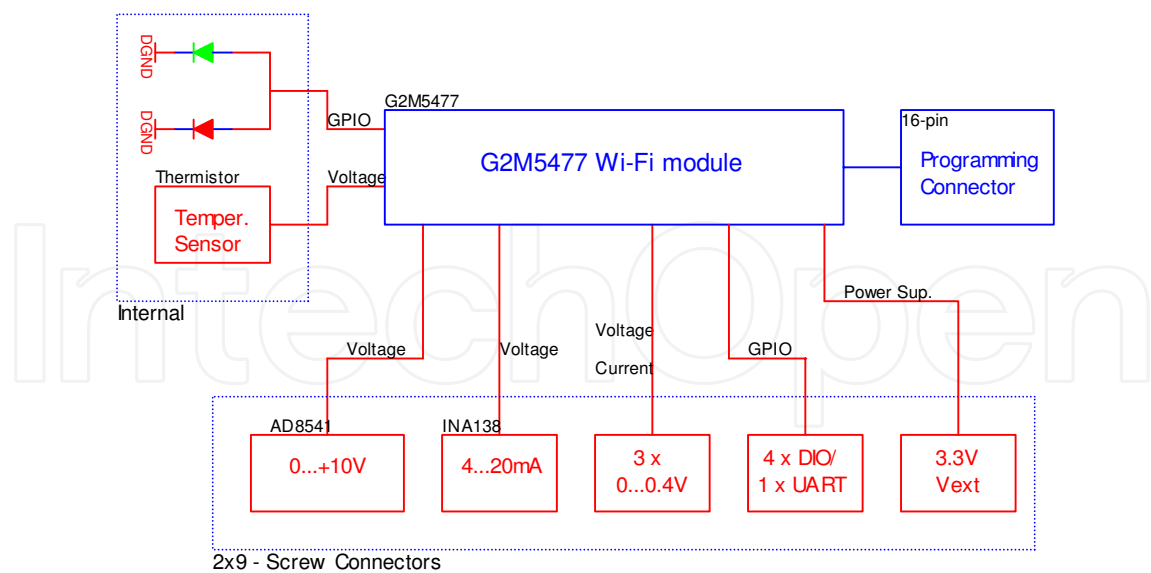 DGND
DGND
GPIO
Thermistor
Temper.
Sensor
Voltage
Internal
G2M5477
G2M5477 Wi-Fi module
16-pin
Programming
Connector
Power Sup.
Voltage
Voltage
Voltage
Current
GPIO
AD8541
0...+10V
INA138
4...20mA
3 x
0...0.4V
4 x DIO/
1 x UART
3.3V
Vext
2x9 - Screw Connectors
IntechOpen